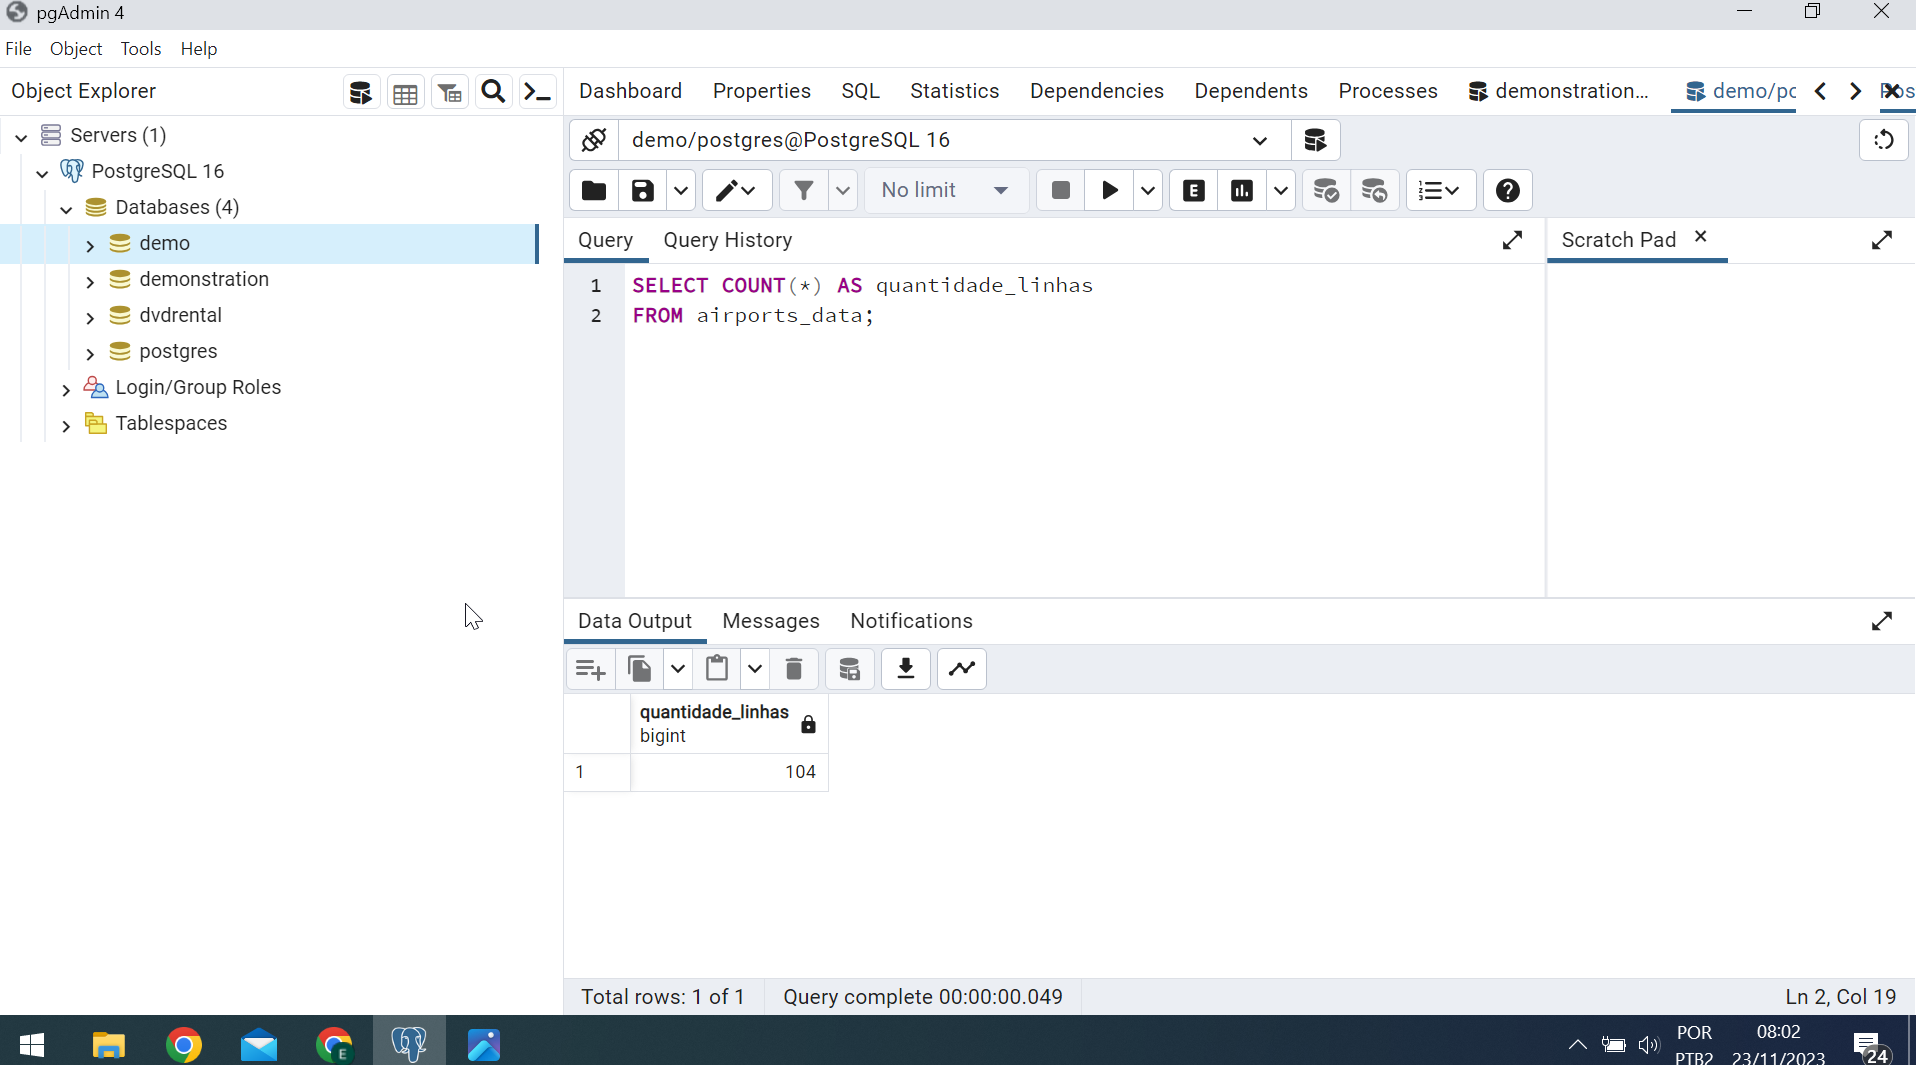 pgAdmin 4
File Object Tools Help
Object Explorer
Dashboard Properties SQL Statistics Dependencies Dependents Processes demonstration... demo/pc
Servers (1)
PostgreSQL 16
Databases (4)
demo
demonstration
dvdrental
postgres
Login/Group Roles
Tablespaces
demo/postgres@PostgreSQL 16
No limit
E
Query Query History
Scratch Pad
1 SELECT COUNT(*) AS quantidade_linhas
2 FROM airports_data;
Data Output Messages Notifications
quantidade_linhas
bigint
1 104
Total rows: 1 of 1 Query complete 00:00:00.049 Ln 2, Col 19
E
POR
PTB2
08:02
23/11/2023
24